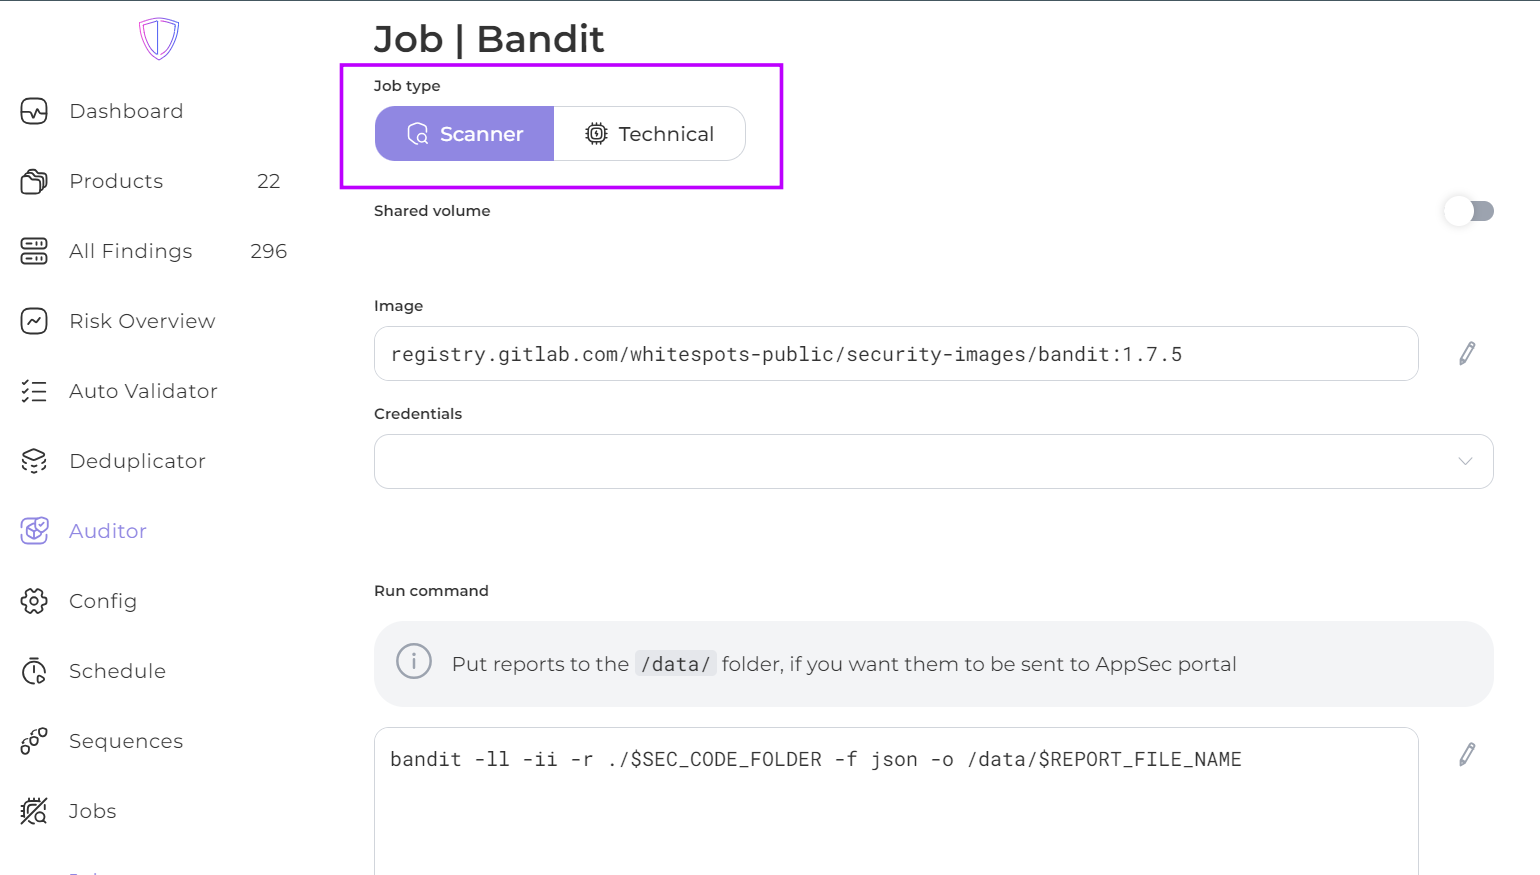 Job | Bandit
Job type
Scanner
Technical
Shared volume
Image
registry.gitlab.com/whitespots-public/security-images/bandit:1.7.5
Credentials
Run command
Put reports to the /data/ folder, if you want them to be sent to AppSec portal
bandit -ll -ii -r ./$SEC_CODE_FOLDER -f json -o /data/$REPORT_FILE_NAME
Dashboard
Products 22
All Findings 296
Risk Overview
Auto Validator
Deduplicator
Auditor
Config
Schedule
Sequences
Jobs